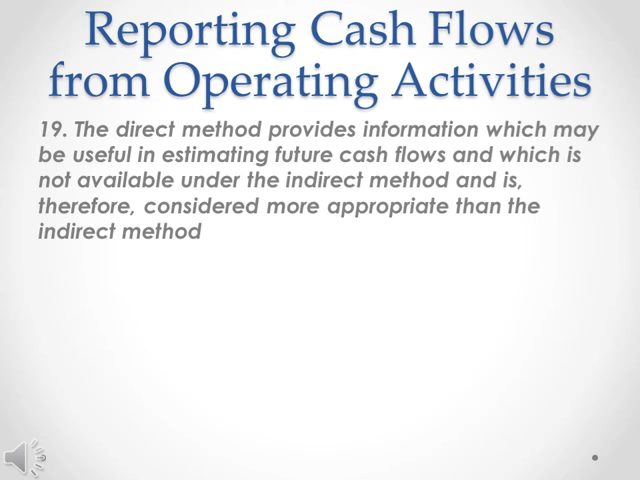 Reporting Cash Flows
from Operating Activities
19. The direct method provides information which may
be useful in estimating future cash flows and which is
not available under the indirect method and is,
therefore, considered more appropriate than the
indirect method